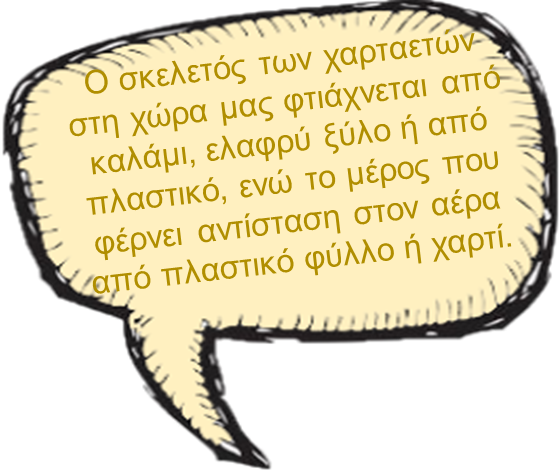 Ο σκελετός των χαρταετών
στη χώρα μας φτιάχνεται από
καλάμι, ελαφρύ ξύλο ή από
πλαστικό, ενώ το μέρος που
φέρνει αντίσταση στον αέρα
από πλαστικό φύλλο ή χαρτί.